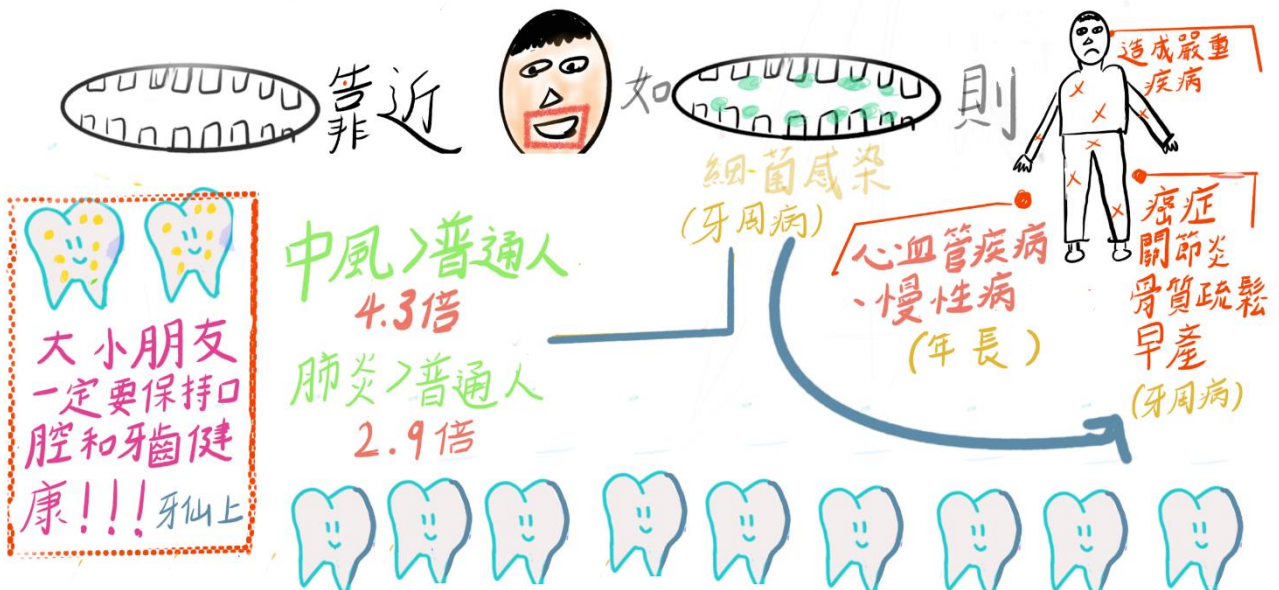 靠近
如
則
造成嚴重
疾病
細菌感染
(牙周病)
心血管疾病
、慢性病
(年長)
癌症
關節炎
骨質疏鬆
早產
(牙周病)
中風>普通人
4.3倍
肺炎>普通人
2.9倍
大小朋友
一定要保持口
腔和牙齒健
康!!! 牙仙上